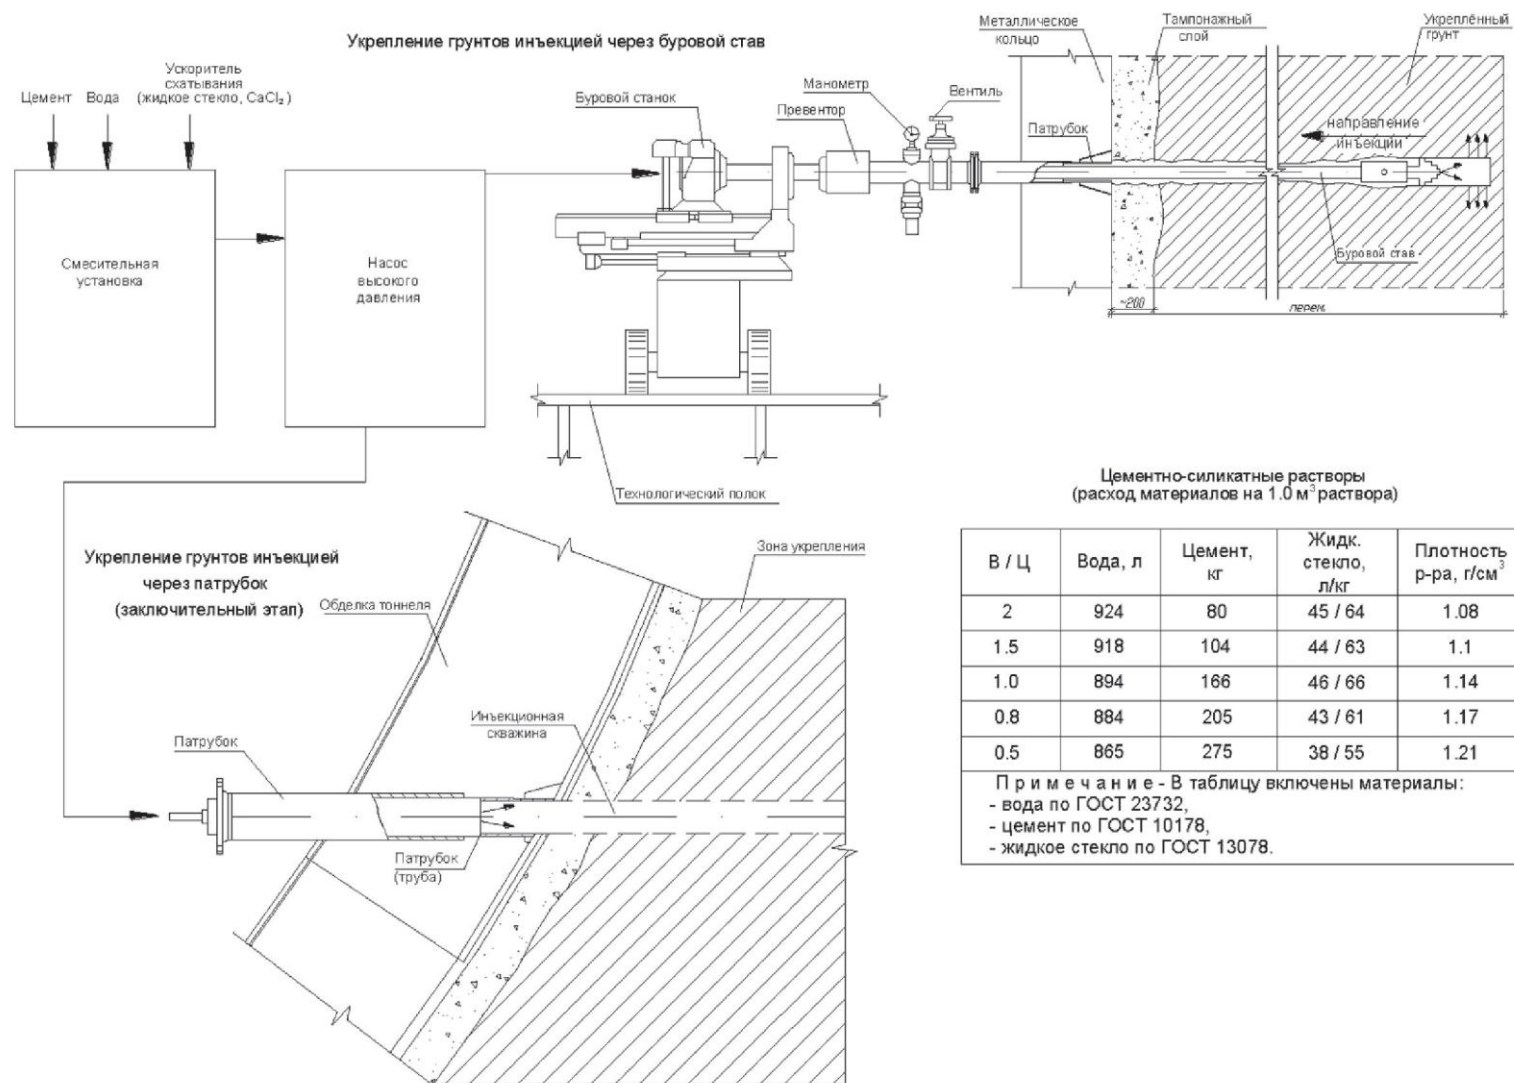 Укрепление грунтов инъекцией через буровой став
Цемент
Вода
Ускоритель
схатывания
(жидкое стекло, CaCl₂)
Смесительная
установка
Насос
высокого
давления
Буровой станок
Превентор
Манометр
Вентиль
Металлическое
кольцо
Тампонажный
слой
Укреплённый
грунт
Патрубок
направление
инъекции
Буровой став
~200
перем.
Технологический полок
Укрепление грунтов инъекцией
через патрубок
(заключительный этап)
Обделка тоннеля
Зона укрепления
Инъекционная
скважина
Патрубок
Патрубок
(труба)
Цементно-силикатные растворы
(расход материалов на 1.0 м³ раствора)
В / Ц | Вода, л | Цемент, кг | Жидк. стекло, л/кг | Плотность р-ра, г/см³
2 | 924 | 80 | 45 / 64 | 1.08
1.5 | 918 | 104 | 44 / 63 | 1.1
1.0 | 894 | 166 | 46 / 66 | 1.14
0.8 | 884 | 205 | 43 / 61 | 1.17
0.5 | 865 | 275 | 38 / 55 | 1.21
П р и м е ч а н и е - В таблицу включены материалы:
- вода по ГОСТ 23732,
- цемент по ГОСТ 10178,
- жидкое стекло по ГОСТ 13078.